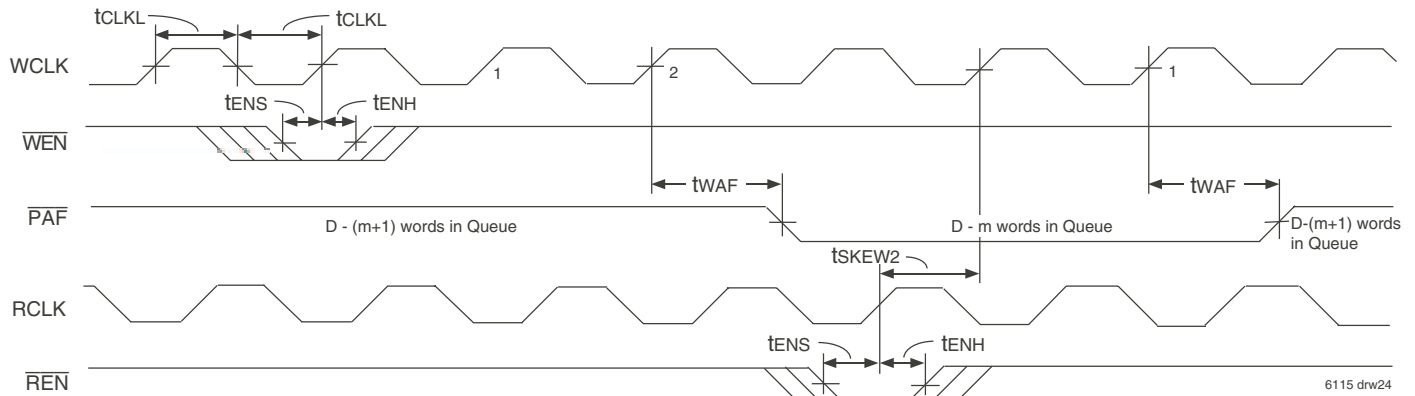 tCLKL tCLKL
WCLK 1 2 1
tENS tENH
WEN
tWAF tWAF
PAF D - (m+1) words in Queue D - m words in Queue D-(m+1) words
in Queue
tSKEW2
RCLK
tENS tENH
REN
6115 drw24